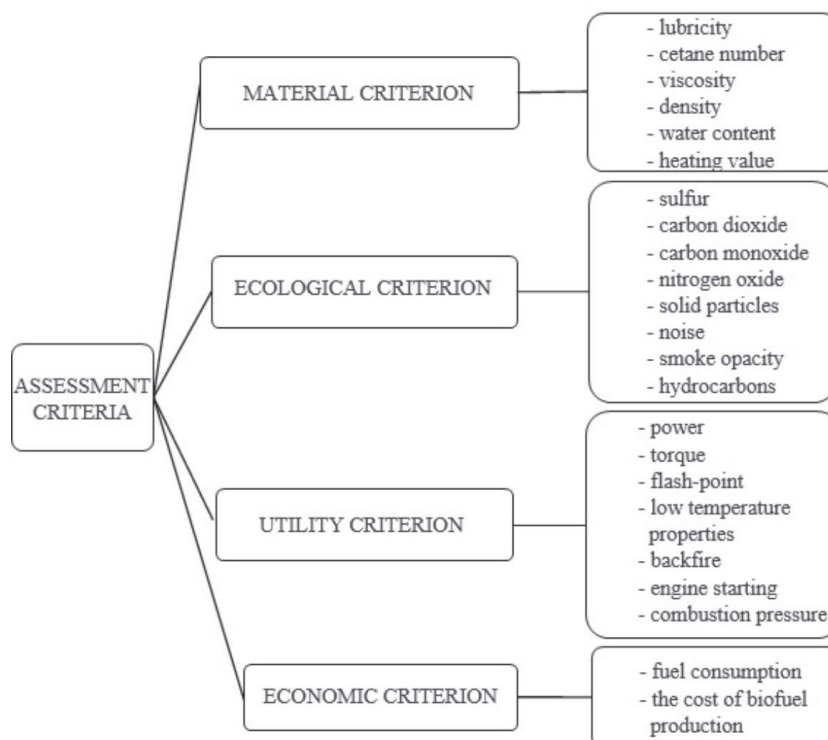 ASSESSMENT
CRITERIA
MATERIAL CRITERION
- lubricity
- cetane number
- viscosity
- density
- water content
- heating value
ECOLOGICAL CRITERION
- sulfur
- carbon dioxide
- carbon monoxide
- nitrogen oxide
- solid particles
- noise
- smoke opacity
- hydrocarbons
UTILITY CRITERION
- power
- torque
- flash-point
- low temperature
properties
- backfire
- engine starting
- combustion pressure
ECONOMIC CRITERION
- fuel consumption
- the cost of biofuel
production